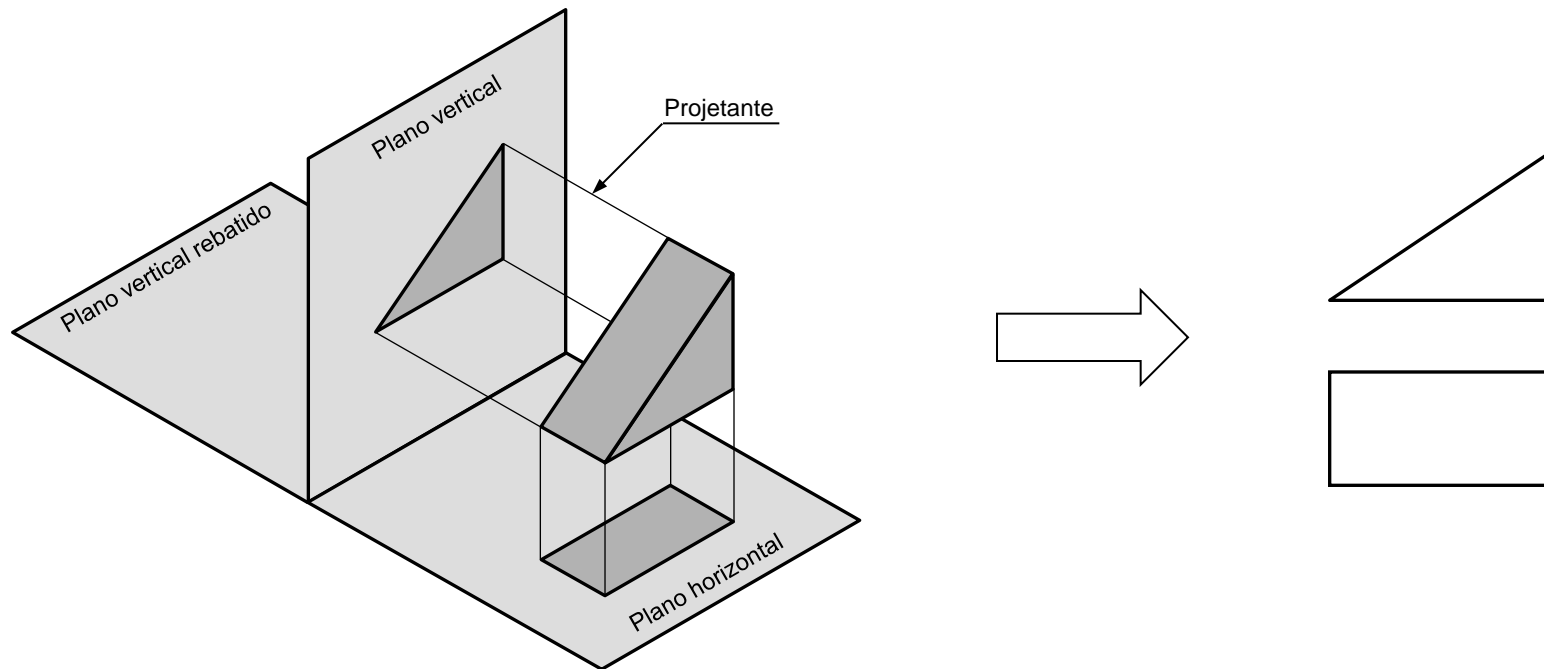 Projetante
Plano vertical
Plano vertical rebatido
Plano horizontal